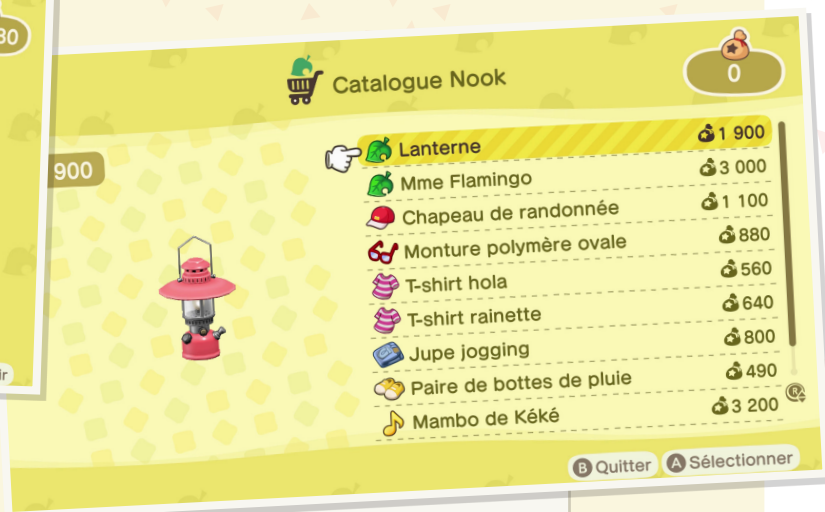 30
Catalogue Nook
0
900
Lanterne 1 900
Mme Flamingo 3 000
Chapeau de randonnée 1 100
Monture polymère ovale 880
T-shirt hola 560
T-shirt rainette 640
Jupe jogging 800
Paire de bottes de pluie 490
Mambo de Kéké 3 200
R
ir
B Quitter A Sélectionner